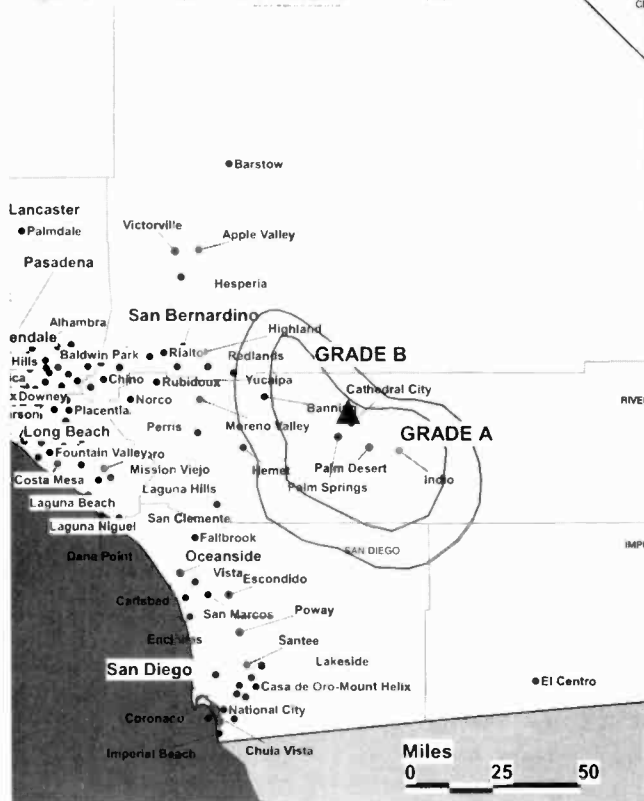 Barstow
Lancaster
Palmdale
Victorville
Apple Valley
Pasadena
Hesperia
Alhambra
San Bernardino
Highland
endale
Hills
Baldwin Park
Rialto
Redlands
GRADE B
ica
Chino
Rubidoux
Yucaipa
Cathedral City
Downey
Norco
Banning
RIVE
arson
Placentia
Perris
Moreno Valley
GRADE A
Long Beach
Fountain Valley
ro
Mission Viejo
Hemet
Palm Desert
Indio
Costa Mesa
Laguna Hills
Palm Springs
Laguna Beach
San Clemente
Laguna Niguel
Fallbrook
SAN DIEGO
IMP
Dana Point
Oceanside
Vista
Escondido
Carlsbad
San Marcos
Poway
Encinitas
Santee
San Diego
Lakeside
Casa de Oro-Mount Helix
El Centro
National City
Coronado
Imperial Beach
Chula Vista
Miles
0 25 50